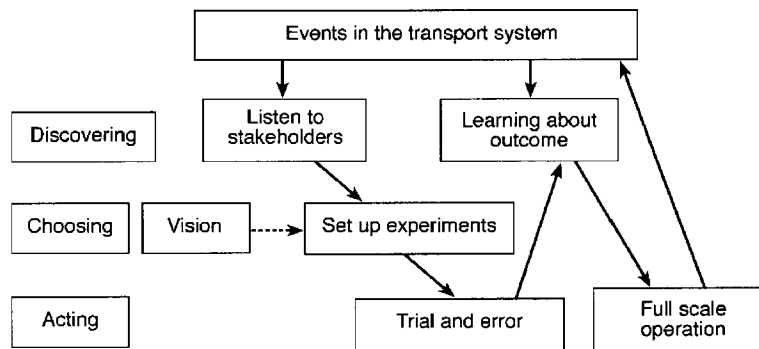 Events in the transport system
Listen to
stakeholders
Learning about
outcome
Discovering
Choosing
Vision
Set up experiments
Acting
Trial and error
Full scale
operation